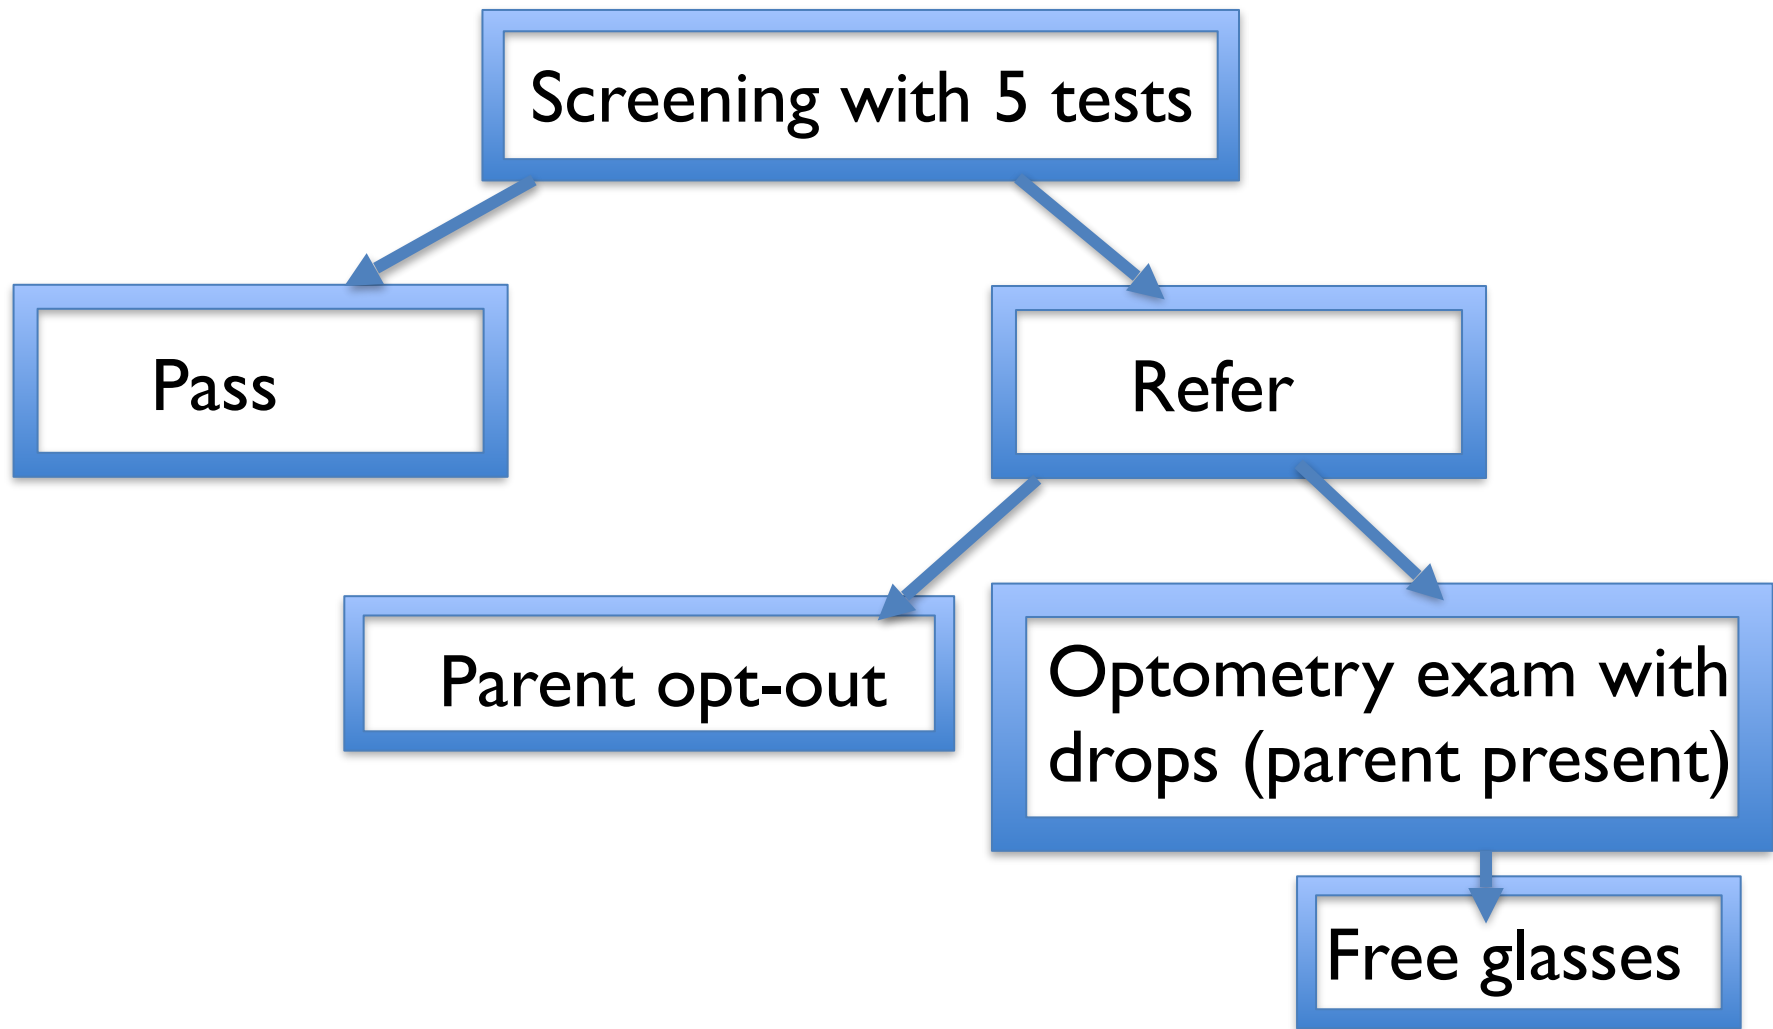 Screening with 5 tests
Pass
Refer
Parent opt-out
Optometry exam with
drops (parent present)
Free glasses